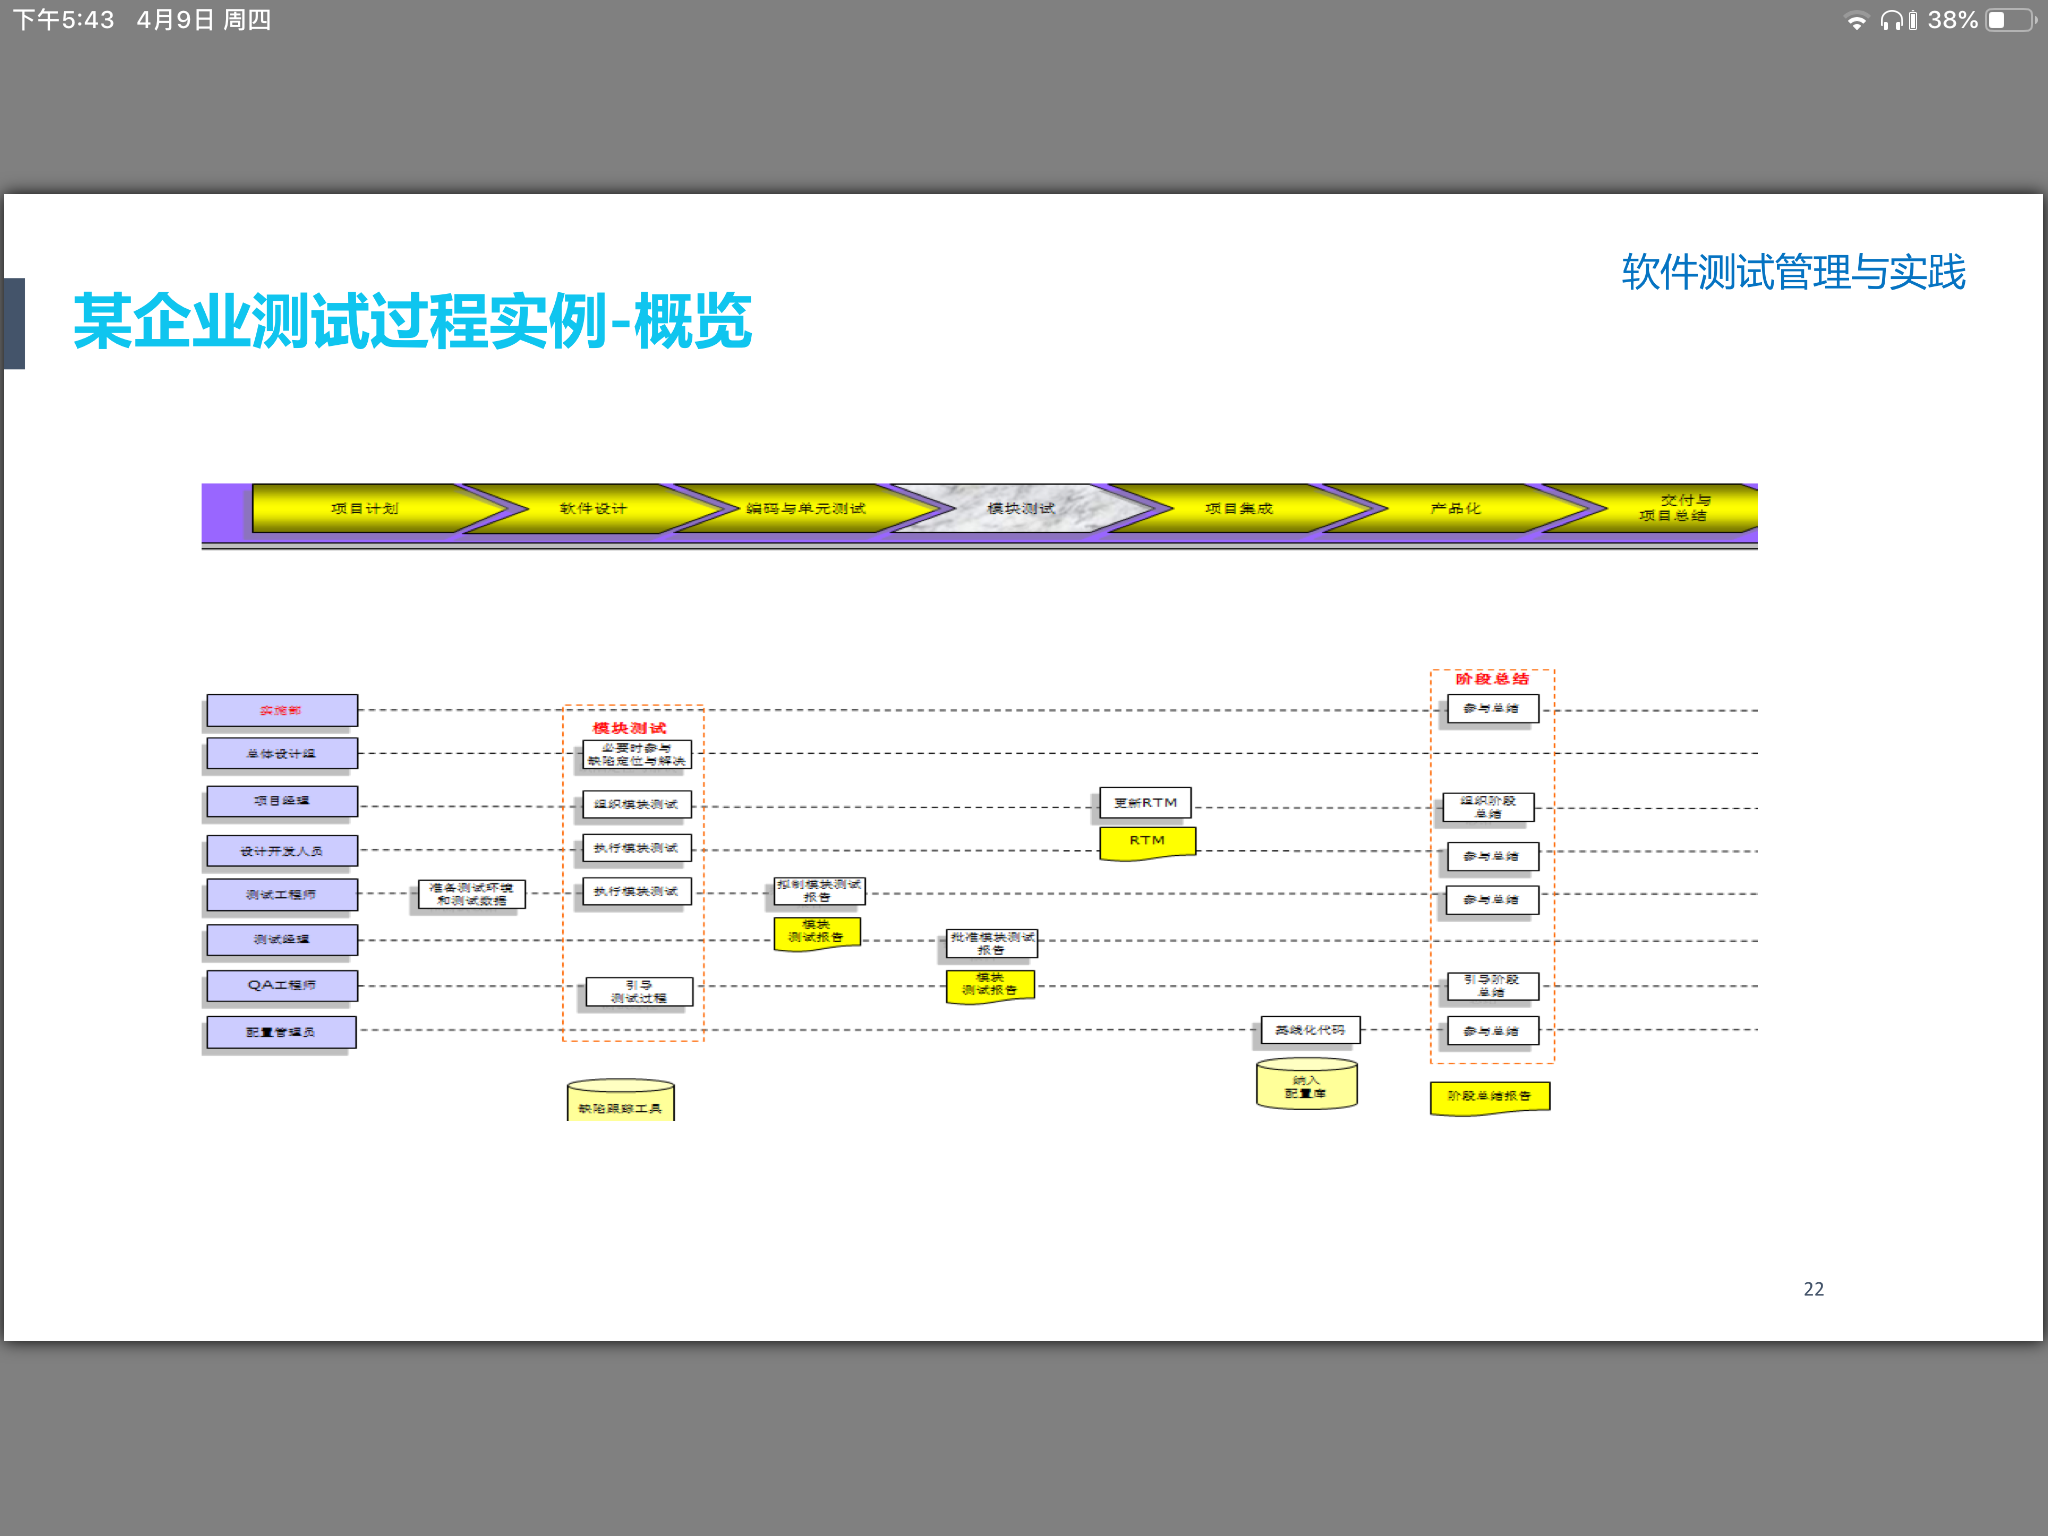 下午5:43 4月9日 周四
38%
软件测试管理与实践
某企业测试过程实例-概览
项目计划
软件设计
编码与单元测试
模块测试
项目集成
产品化
交付与
项目总结
阶段总结
实施部
参与总结
模块测试
总体设计组
必要时参与
缺陷定位与解决
项目经理
组织模块测试
更新RTM
组织阶段
总结
设计开发人员
执行模块测试
RTM
参与总结
测试工程师
准备测试环境
和测试数据
执行模块测试
拟制模块测试
报告
参与总结
测试经理
模块
测试报告
批准模块测试
报告
QA工程师
引导
测试过程
模块
测试报告
引导阶段
总结
配置管理员
基线化代码
参与总结
缺陷跟踪工具
纳入
配置库
阶段总结报告
22